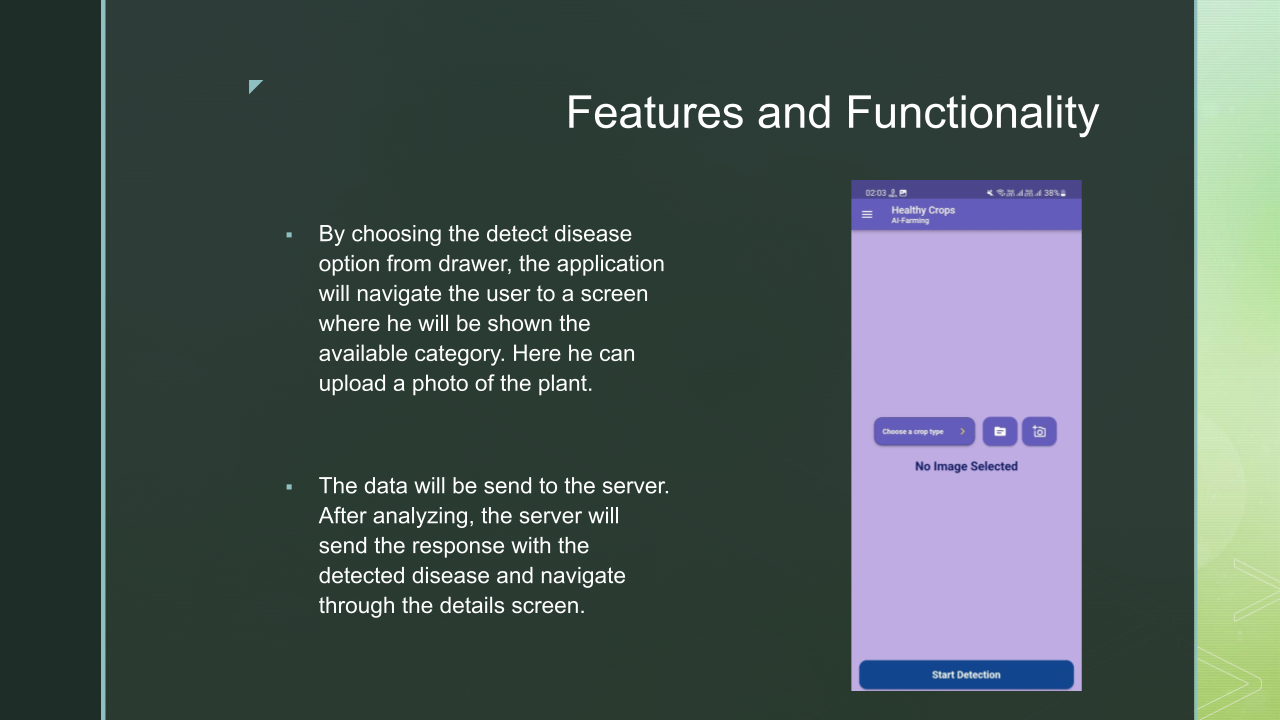 Features and Functionality
By choosing the detect disease
option from drawer, the application
will navigate the user to a screen
where he will be shown the
available category. Here he can
upload a photo of the plant.
The data will be send to the server.
After analyzing, the server will
send the response with the
detected disease and navigate
through the details screen.
02:03 38%
Healthy Crops
AI-Farming
Choose a crop type
No Image Selected
Start Detection